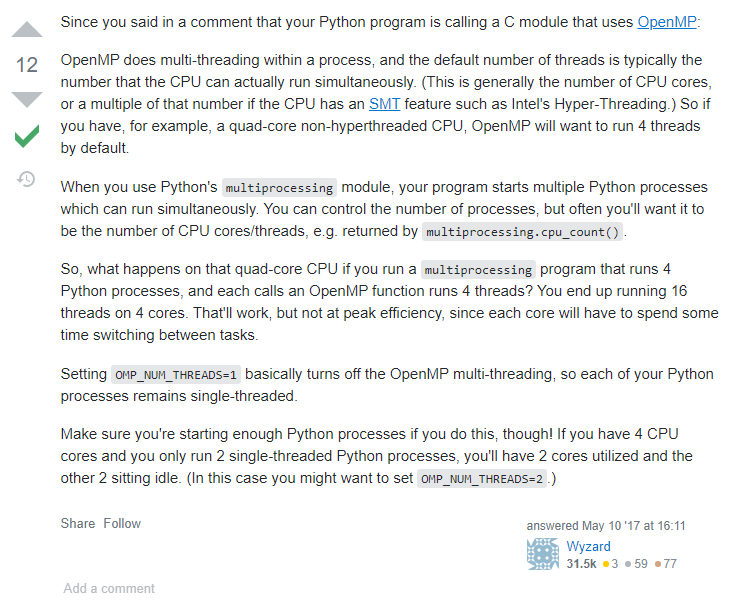 Since you said in a comment that your Python program is calling a C module that uses OpenMP:
12
OpenMP does multi-threading within a process, and the default number of threads is typically the
number that the CPU can actually run simultaneously. (This is generally the number of CPU cores,
or a multiple of that number if the CPU has an SMT feature such as Intel's Hyper-Threading.) So if
you have, for example, a quad-core non-hyperthreaded CPU, OpenMP will want to run 4 threads
by default.
When you use Python's multiprocessing module, your program starts multiple Python processes
which can run simultaneously. You can control the number of processes, but often you'll want it to
be the number of CPU cores/threads, e.g. returned by multiprocessing.cpu_count().
So, what happens on that quad-core CPU if you run a multiprocessing program that runs 4
Python processes, and each calls an OpenMP function runs 4 threads? You end up running 16
threads on 4 cores. That'll work, but not at peak efficiency, since each core will have to spend some
time switching between tasks.
Setting OMP_NUM_THREADS=1 basically turns off the OpenMP multi-threading, so each of your Python
processes remains single-threaded.
Make sure you're starting enough Python processes if you do this, though! If you have 4 CPU
cores and you only run 2 single-threaded Python processes, you'll have 2 cores utilized and the
other 2 sitting idle. (In this case you might want to set OMP_NUM_THREADS=2.)
Share Follow
answered May 10 '17 at 16:11
Wyzard
31.5k 3 59 77
Add a comment